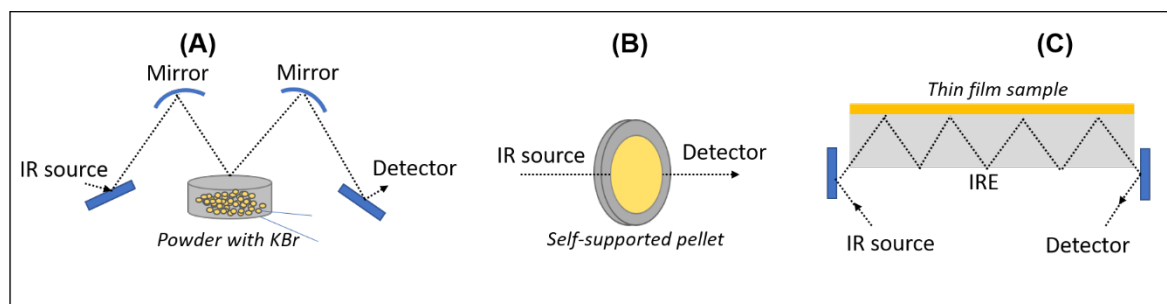 (A)
Mirror
Mirror
IR source
Detector
Powder with KBr
(B)
IR source
Detector
Self-supported pellet
(C)
Thin film sample
IRE
IR source
Detector